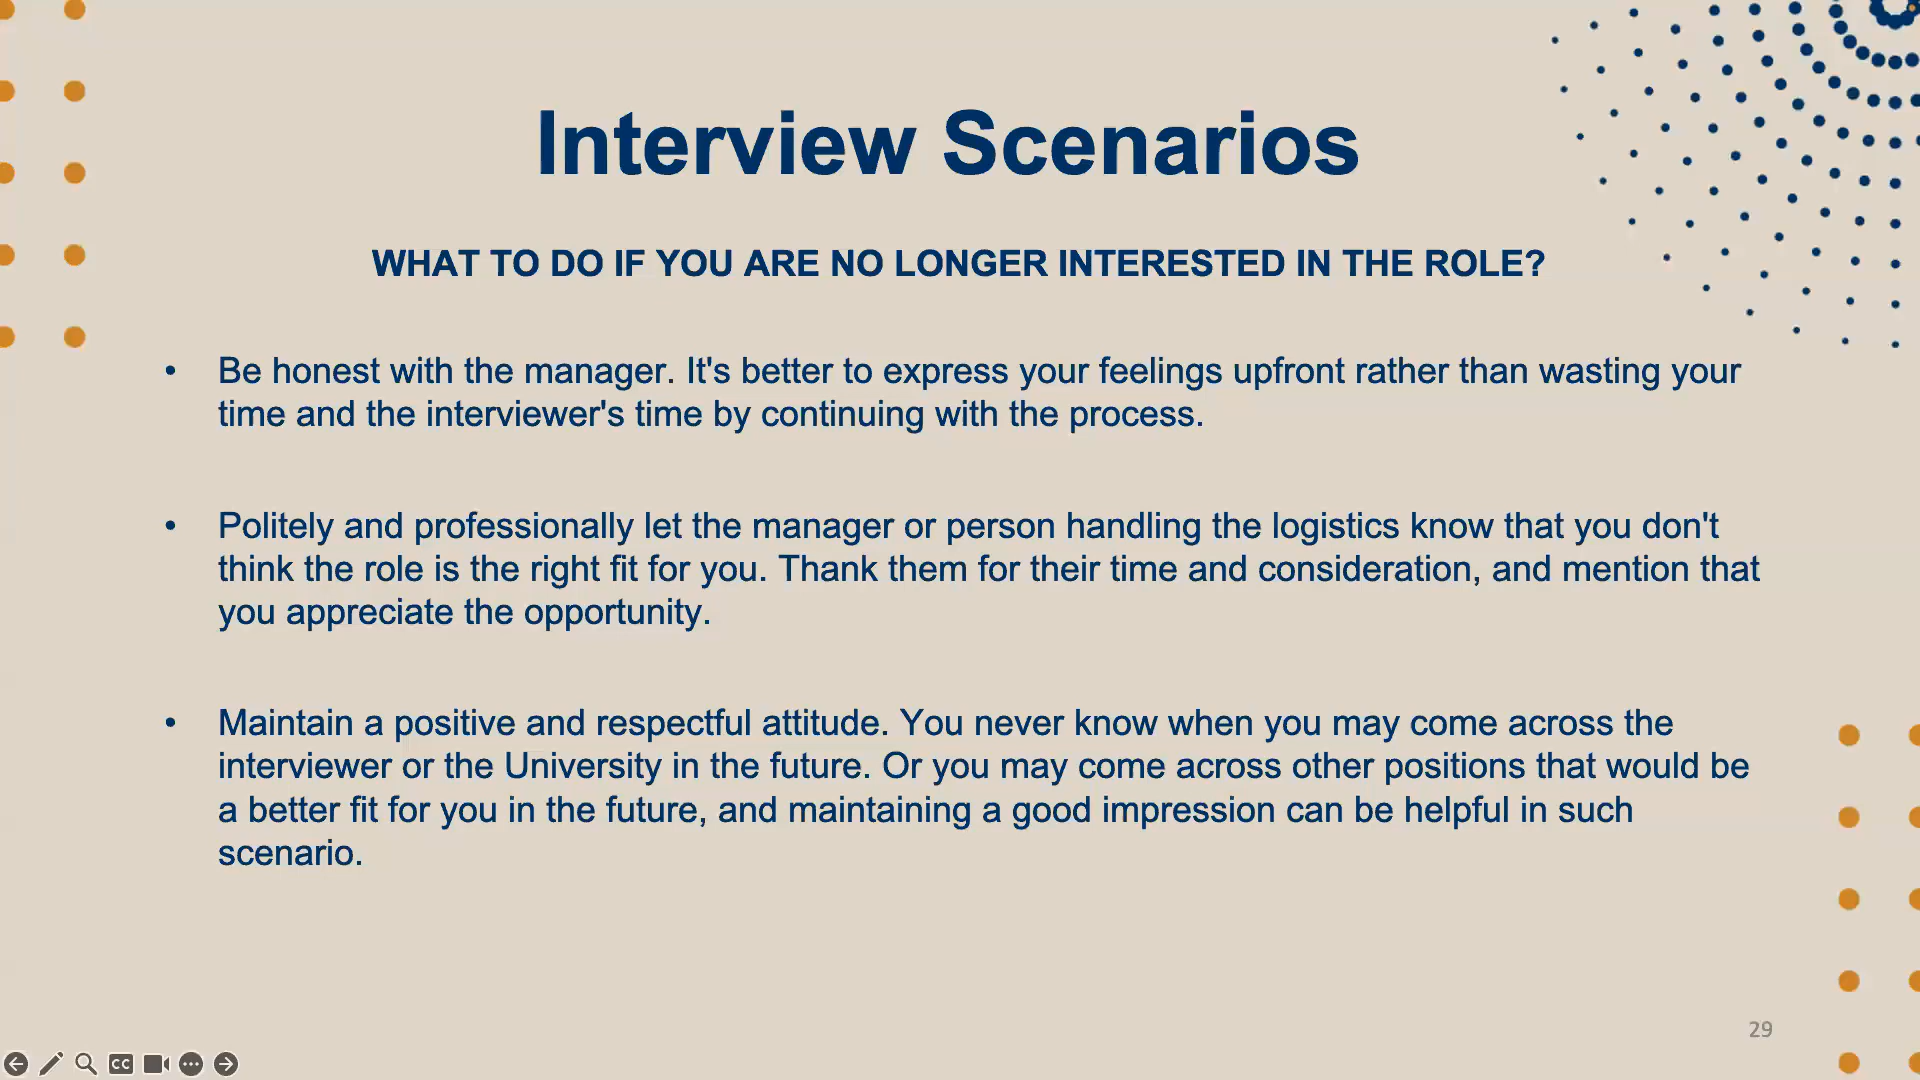 Interview Scenarios
WHAT TO DO IF YOU ARE NO LONGER INTERESTED IN THE ROLE?
• Be honest with the manager. It's better to express your feelings upfront rather than wasting your
time and the interviewer's time by continuing with the process.
• Politely and professionally let the manager or person handling the logistics know that you don't
think the role is the right fit for you. Thank them for their time and consideration, and mention that
you appreciate the opportunity.
• Maintain a positive and respectful attitude. You never know when you may come across the
interviewer or the University in the future. Or you may come across other positions that would be
a better fit for you in the future, and maintaining a good impression can be helpful in such
scenario.
29
CC